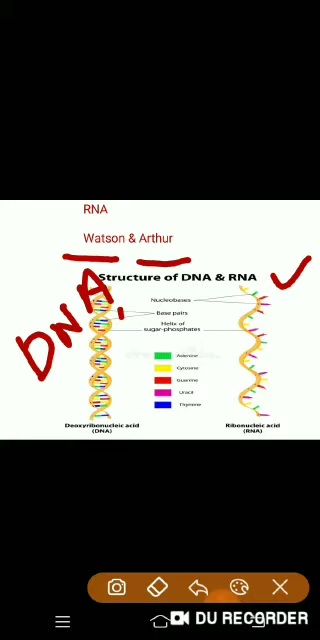 RNA
Watson & Arthur
Structure of DNA & RNA
DNA
Nucleobases
Base pairs
Helix of
sugar-phosphates
Adenine
Cytosine
Guanine
Uracil
Thymine
Deoxyribonucleic acid
(DNA)
Ribonucleic acid
(RNA)
DU RECORDER